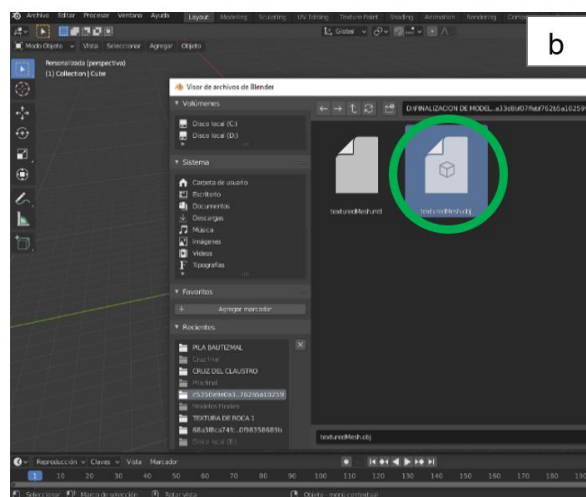 Archivo Editar Procesar Ventana Ayuda Layout Modeling Sculpting UV Editing Texture Paint Shading Animation Rendering
b
Global
Modo Objeto Vista Seleccionar Agregar Objeto
Personalizada (perspectiva)
(1) Collection | Cube
Visor de archivos de Blender
Volúmenes
Disco local (C:)
Disco local (D:)
Sistema
Carpeta de usuario
Escritorio
Documentos
Descargas
Música
Imágenes
Vídeos
Tipografías
texturedMesh.mtl
texturedMesh.obj
Favoritos
Agregar marcador
Recientes
PILA BAUTIZMAL
Cruz final
CRUZ DEL CLAUSTRO
Pila final
Modelos Finales
TEXTURA DE ROCA 1
Disco local (E:)
texturedMesh.obj
Reproducción Claves Vista Marcador
1 10 20 30 40 50 60 70 80 90 100 110 120 130 140 150 160 170 180 190
Seleccionar Marco de selección Rotar vista Objeto - menú contextual